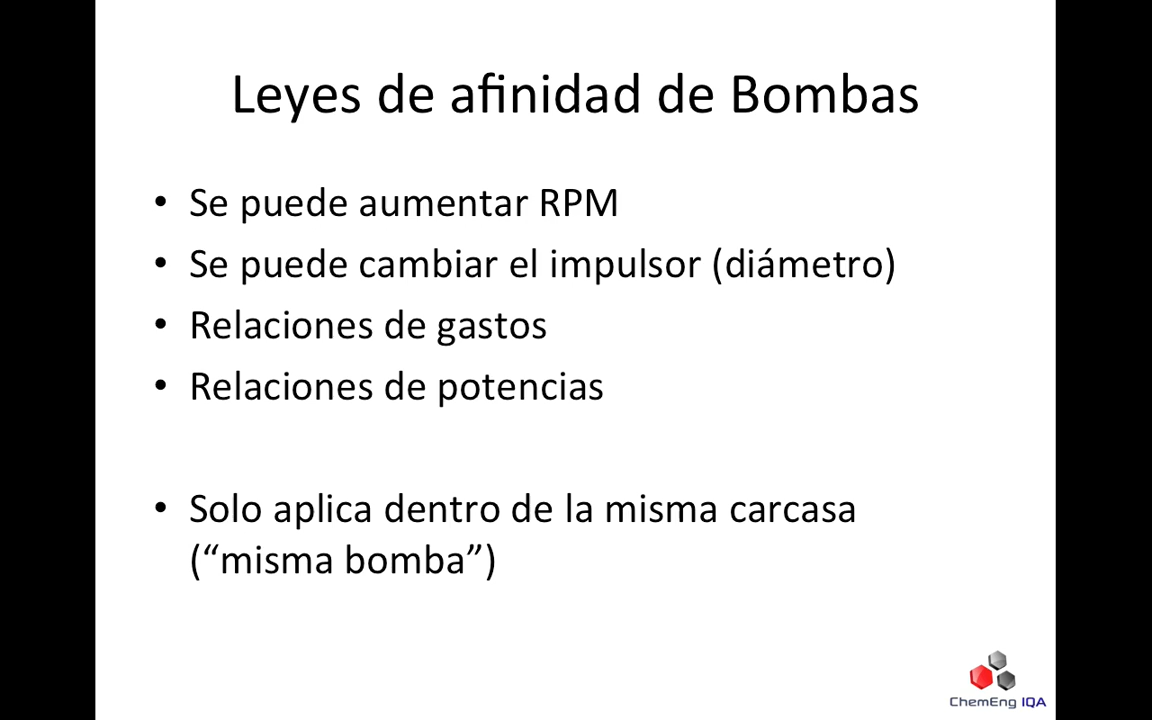 Leyes de afinidad de Bombas
• Se puede aumentar RPM
• Se puede cambiar el impulsor (diámetro)
• Relaciones de gastos
• Relaciones de potencias
• Solo aplica dentro de la misma carcasa
(“misma bomba”)
ChemEng IQA